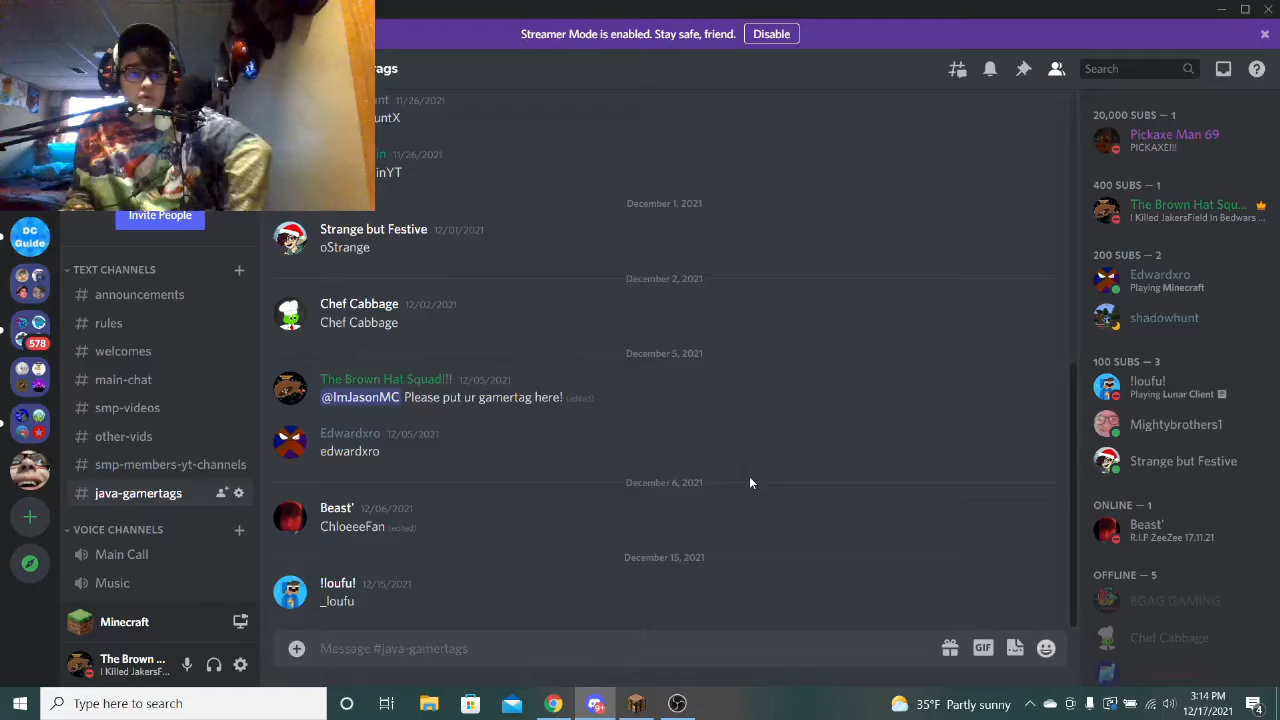 Streamer Mode is enabled. Stay safe, friend.
Disable
ags
Search
unt 11/26/2021
untX
in 11/26/2021
inYT
December 1, 2021
Strange but Festive 12/01/2021
oStrange
December 2, 2021
Chef Cabbage 12/02/2021
Chef Cabbage
December 5, 2021
The Brown Hat Squad!!! 12/05/2021
@ImJasonMC Please put ur gamertag here! (edited)
Edwardxro 12/05/2021
edwardxro
December 6, 2021
Beast' 12/06/2021
ChloeeeFan (edited)
December 15, 2021
!loufu! 12/15/2021
_loufu
Message #java-gamertags
GIF
Invite People
DC
Guide
578
TEXT CHANNELS
announcements
rules
welcomes
main-chat
smp-videos
other-vids
smp-members-yt-channels
java-gamertags
VOICE CHANNELS
Main Call
Music
Minecraft
The Brown ...
I Killed JakersF...
20,000 SUBS — 1
Pickaxe Man 69
PICKAXE!!!
400 SUBS — 1
The Brown Hat Squ...
I Killed JakersField In Bedwars ...
200 SUBS — 2
Edwardxro
Playing Minecraft
shadowhunt
100 SUBS — 3
!loufu!
Playing Lunar Client
Mightybrothers1
Strange but Festive
ONLINE — 1
Beast'
R.I.P ZeeZee 17.11.21
OFFLINE — 5
BGAG GAMING
Chef Cabbage
Type here to search
9+
35°F Partly sunny
3:14 PM
12/17/2021
4